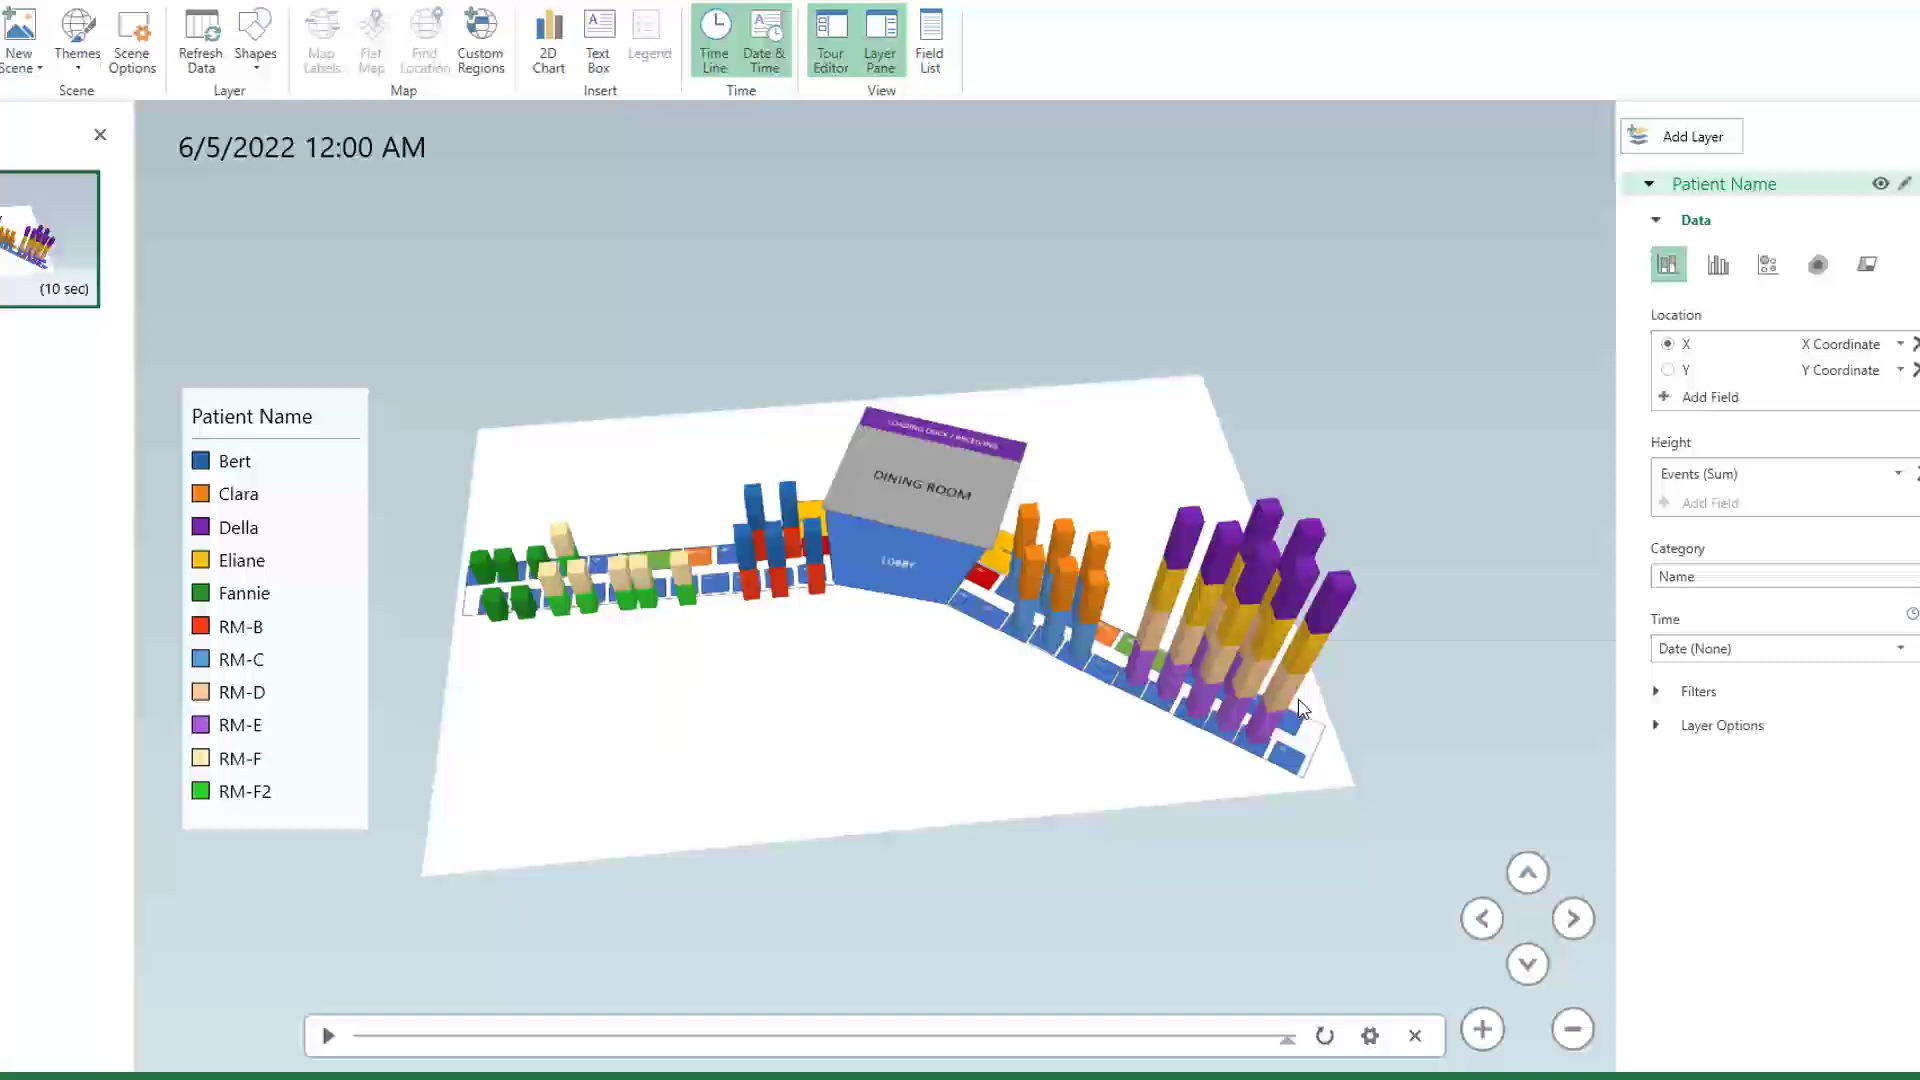 New
Scene
Themes
Scene
Options
Refresh
Data
Shapes
Map
Labels
Flat
Map
Find
Location
Custom
Regions
2D
Chart
Text
Box
Legend
Time
Line
Date &
Time
Tour
Editor
Layer
Pane
Field
List
Scene
Layer
Map
Insert
Time
View
6/5/2022 12:00 AM
(10 sec)
Patient Name
Bert
Clara
Della
Eliane
Fannie
RM-B
RM-C
RM-D
RM-E
RM-F
RM-F2
LOADING DOCK / RECEIVING
DINING ROOM
LOBBY
Add Layer
Patient Name
Data
Location
X X Coordinate
Y Y Coordinate
Add Field
Height
Events (Sum)
Add Field
Category
Name
Time
Date (None)
Filters
Layer Options